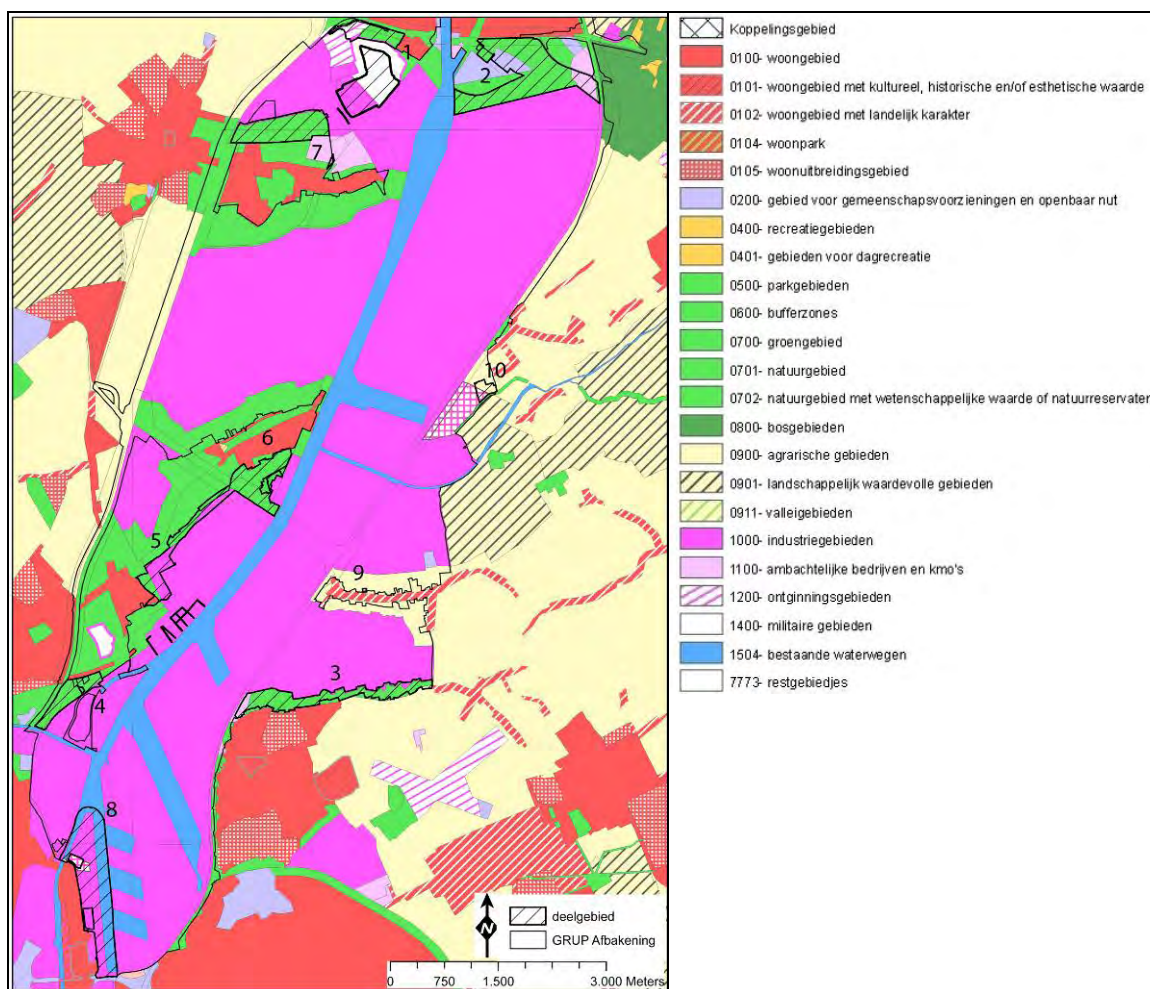 1
2
7
10
6
5
9
3
4
8
deelgebied
GRUP Afbakening
N
0 750 1.500 3.000 Meters
Koppelingsgebied
0100- woongebied
0101- woongebied met kultureel, historische en/of esthetische waarde
0102- woongebied met landelijk karakter
0104- woonpark
0105- woonuitbreidingsgebied
0200- gebied voor gemeenschapsvoorzieningen en openbaar nut
0400- recreatiegebieden
0401- gebieden voor dagrecreatie
0500- parkgebieden
0600- bufferzones
0700- groengebied
0701- natuurgebied
0702- natuurgebied met wetenschappelijke waarde of natuurreservater
0800- bosgebieden
0900- agrarische gebieden
0901- landschappelijk waardevolle gebieden
0911- valleigebieden
1000- industriegebieden
1100- ambachtelijke bedrijven en kmo's
1200- ontginningsgebieden
1400- militaire gebieden
1504- bestaande waterwegen
7773- restgebiedjes